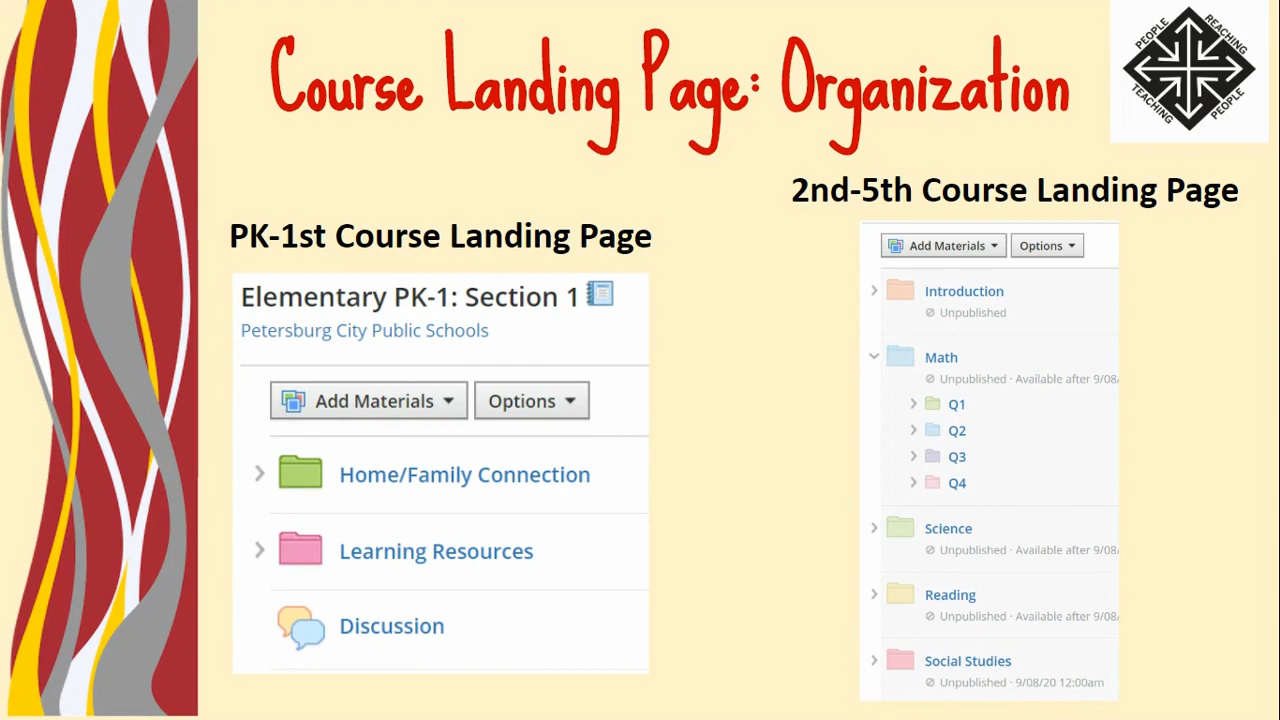 Course Landing Page: Organization
PEOPLE REACHING
TEACHING PEOPLE
PK-1st Course Landing Page
Elementary PK-1: Section 1
Petersburg City Public Schools
Add Materials Options
Home/Family Connection
Learning Resources
Discussion
2nd-5th Course Landing Page
Add Materials Options
Introduction
Unpublished
Math
Unpublished · Available after 9/08/
Q1
Q2
Q3
Q4
Science
Unpublished · Available after 9/08/
Reading
Unpublished · Available after 9/08/
Social Studies
Unpublished · 9/08/20 12:00am